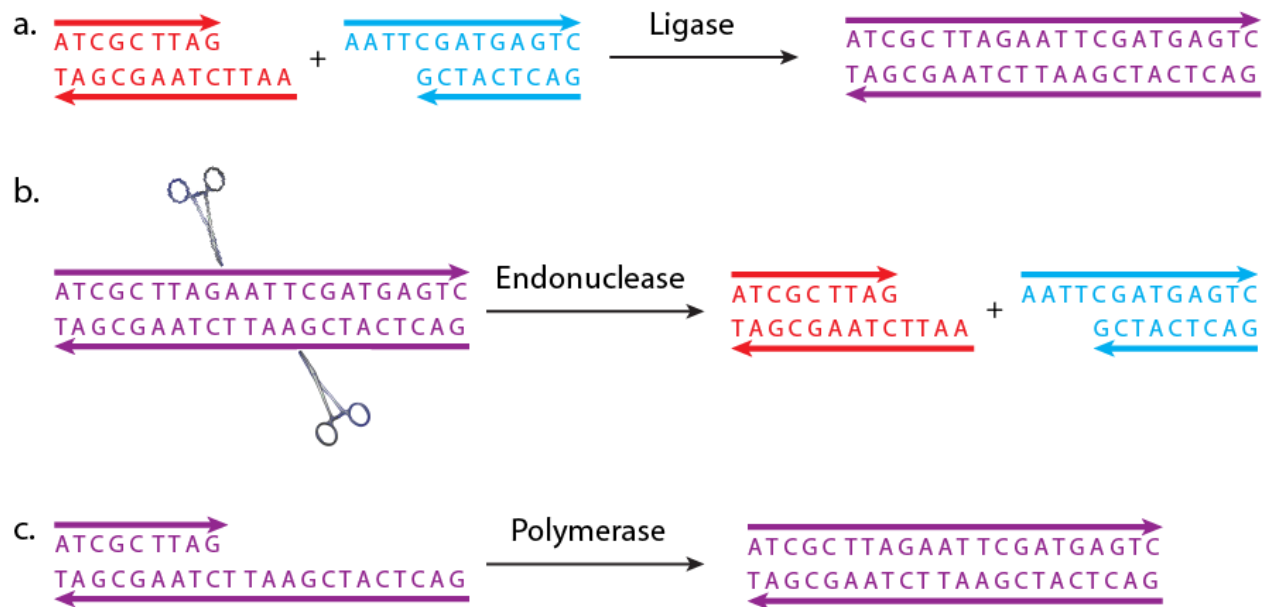 a.
ATCGCTTAG
TAGCGAATCTTAA
+
AATTCGATGAGTC
GCTACTCAG
Ligase
ATCGCTTAGAATTCGATGAGTC
TAGCGAATCTTAAGCTACTCAG
b.
ATCGCTTAGAATTCGATGAGTC
TAGCGAATCTTAAGCTACTCAG
Endonuclease
ATCGCTTAG
TAGCGAATCTTAA
+
AATTCGATGAGTC
GCTACTCAG
c.
ATCGCTTAG
TAGCGAATCTTAAGCTACTCAG
Polymerase
ATCGCTTAGAATTCGATGAGTC
TAGCGAATCTTAAGCTACTCAG